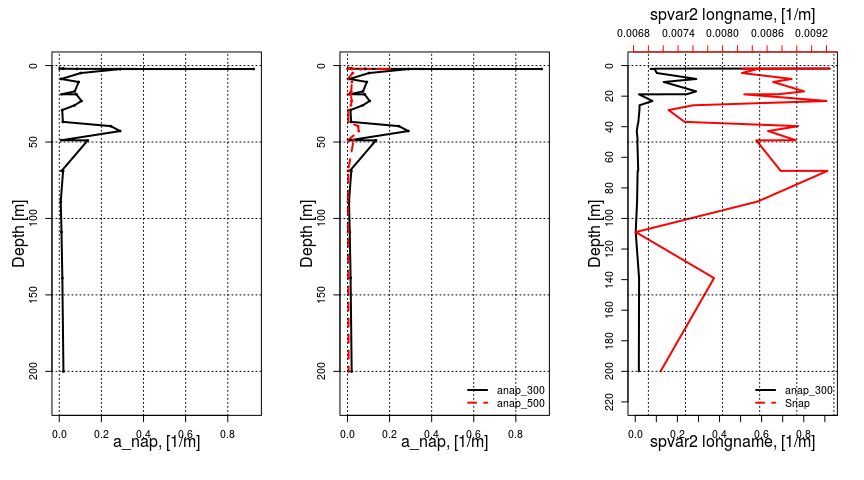 spvar2 longname, [1/m]
0.0068 0.0074 0.0080 0.0086 0.0092
0 50 100 150 200
Depth [m]
0.0 0.2 0.4 0.6 0.8
a_nap, [1/m]
0 50 100 150 200
Depth [m]
anap_300
anap_500
0.0 0.2 0.4 0.6 0.8
a_nap, [1/m]
0 20 40 60 80 100 120 140 160 180 200 220
Depth [m]
anap_300
Snap
0.0 0.2 0.4 0.6 0.8
spvar2 longname, [1/m]